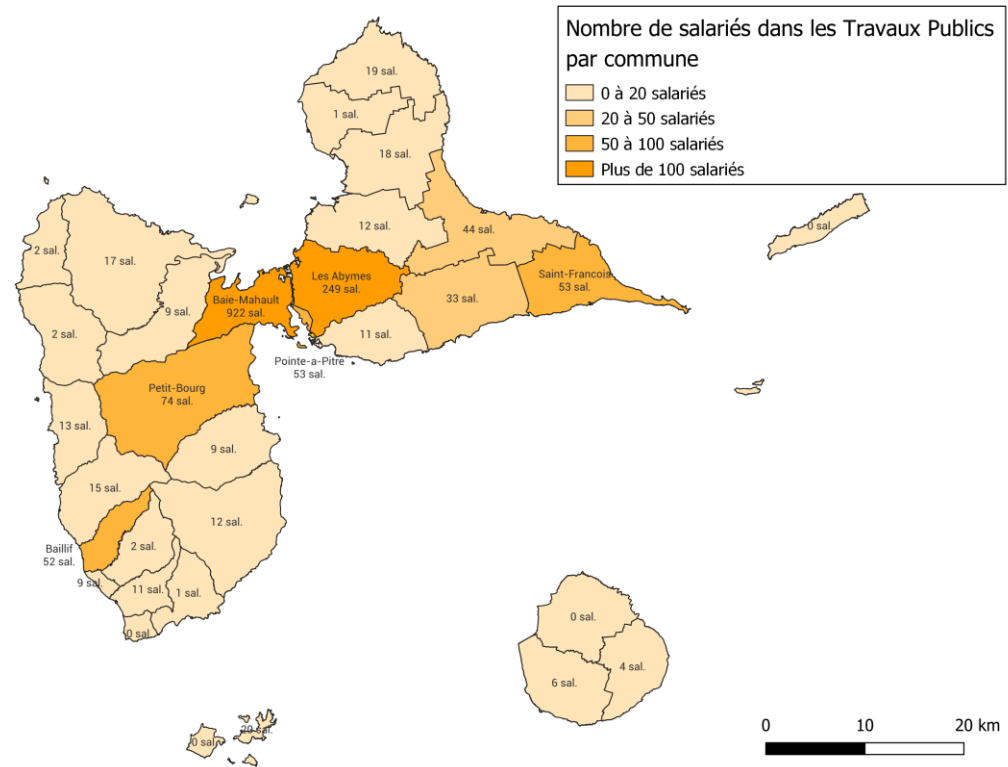 Nombre de salariés dans les Travaux Publics
par commune
0 à 20 salariés
20 à 50 salariés
50 à 100 salariés
Plus de 100 salariés
19 sal.
1 sal.
18 sal.
12 sal.
44 sal.
0 sal.
2 sal.
17 sal.
9 sal.
Baie-Mahault
922 sal.
Les Abymes
249 sal.
33 sal.
Saint-Francois
53 sal.
2 sal.
11 sal.
Pointe-a-Pitre
53 sal.
Petit-Bourg
74 sal.
13 sal.
9 sal.
15 sal.
12 sal.
Baillif
52 sal.
2 sal.
9 sal.
11 sal.
1 sal.
0 sal.
0 sal.
4 sal.
6 sal.
20 sal.
0 sal.
0 10 20 km